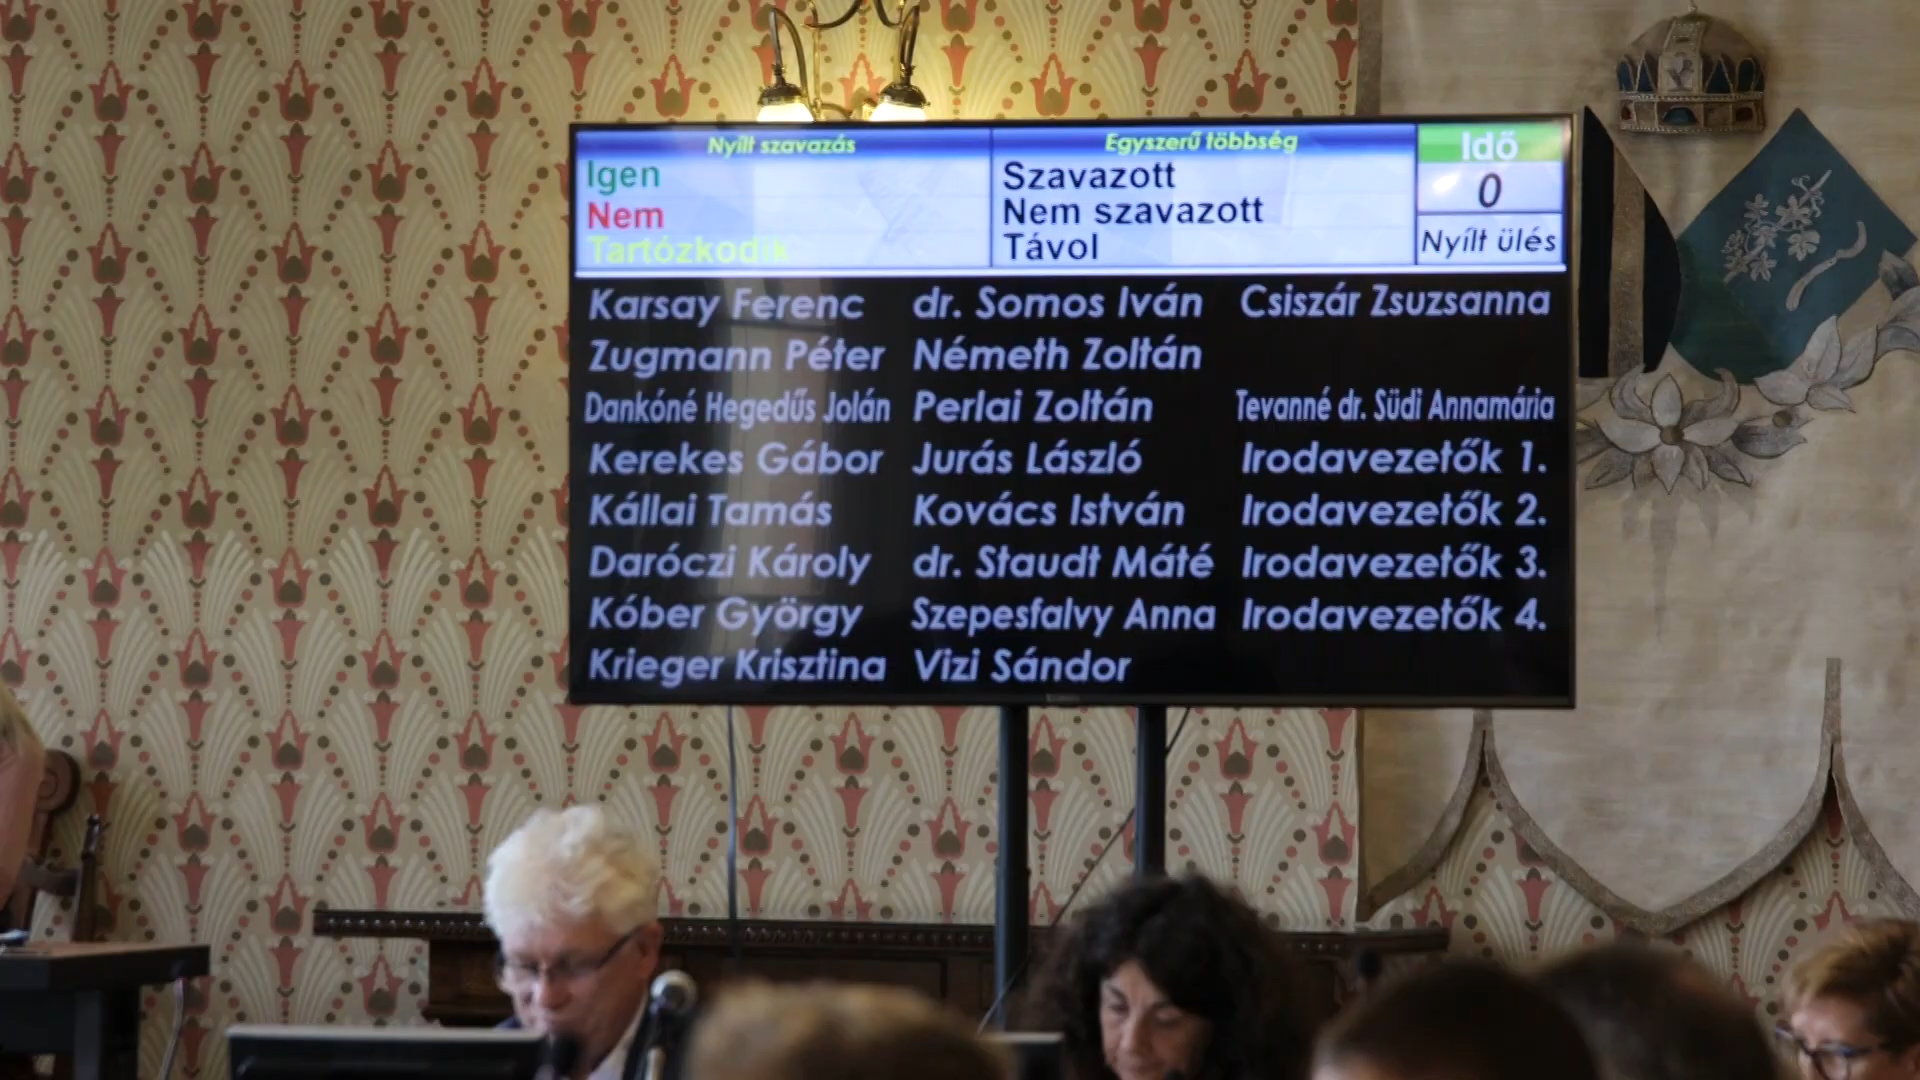 Nyílt szavazás
Igen
Nem
Tartózkodik
Egyszerű többség
Szavazott
Nem szavazott
Távol
Idő
0
Nyílt ülés
Karsay Ferenc dr. Somos Iván Csiszár Zsuzsanna
Zugmann Péter Németh Zoltán
Dankóné Hegedűs Jolán Perlai Zoltán Tevanné dr. Südi Annamária
Kerekes Gábor Jurás László Irodavezetők 1.
Kállai Tamás Kovács István Irodavezetők 2.
Daróczi Károly dr. Staudt Máté Irodavezetők 3.
Kóber György Szepesfalvy Anna Irodavezetők 4.
Krieger Krisztina Vizi Sándor